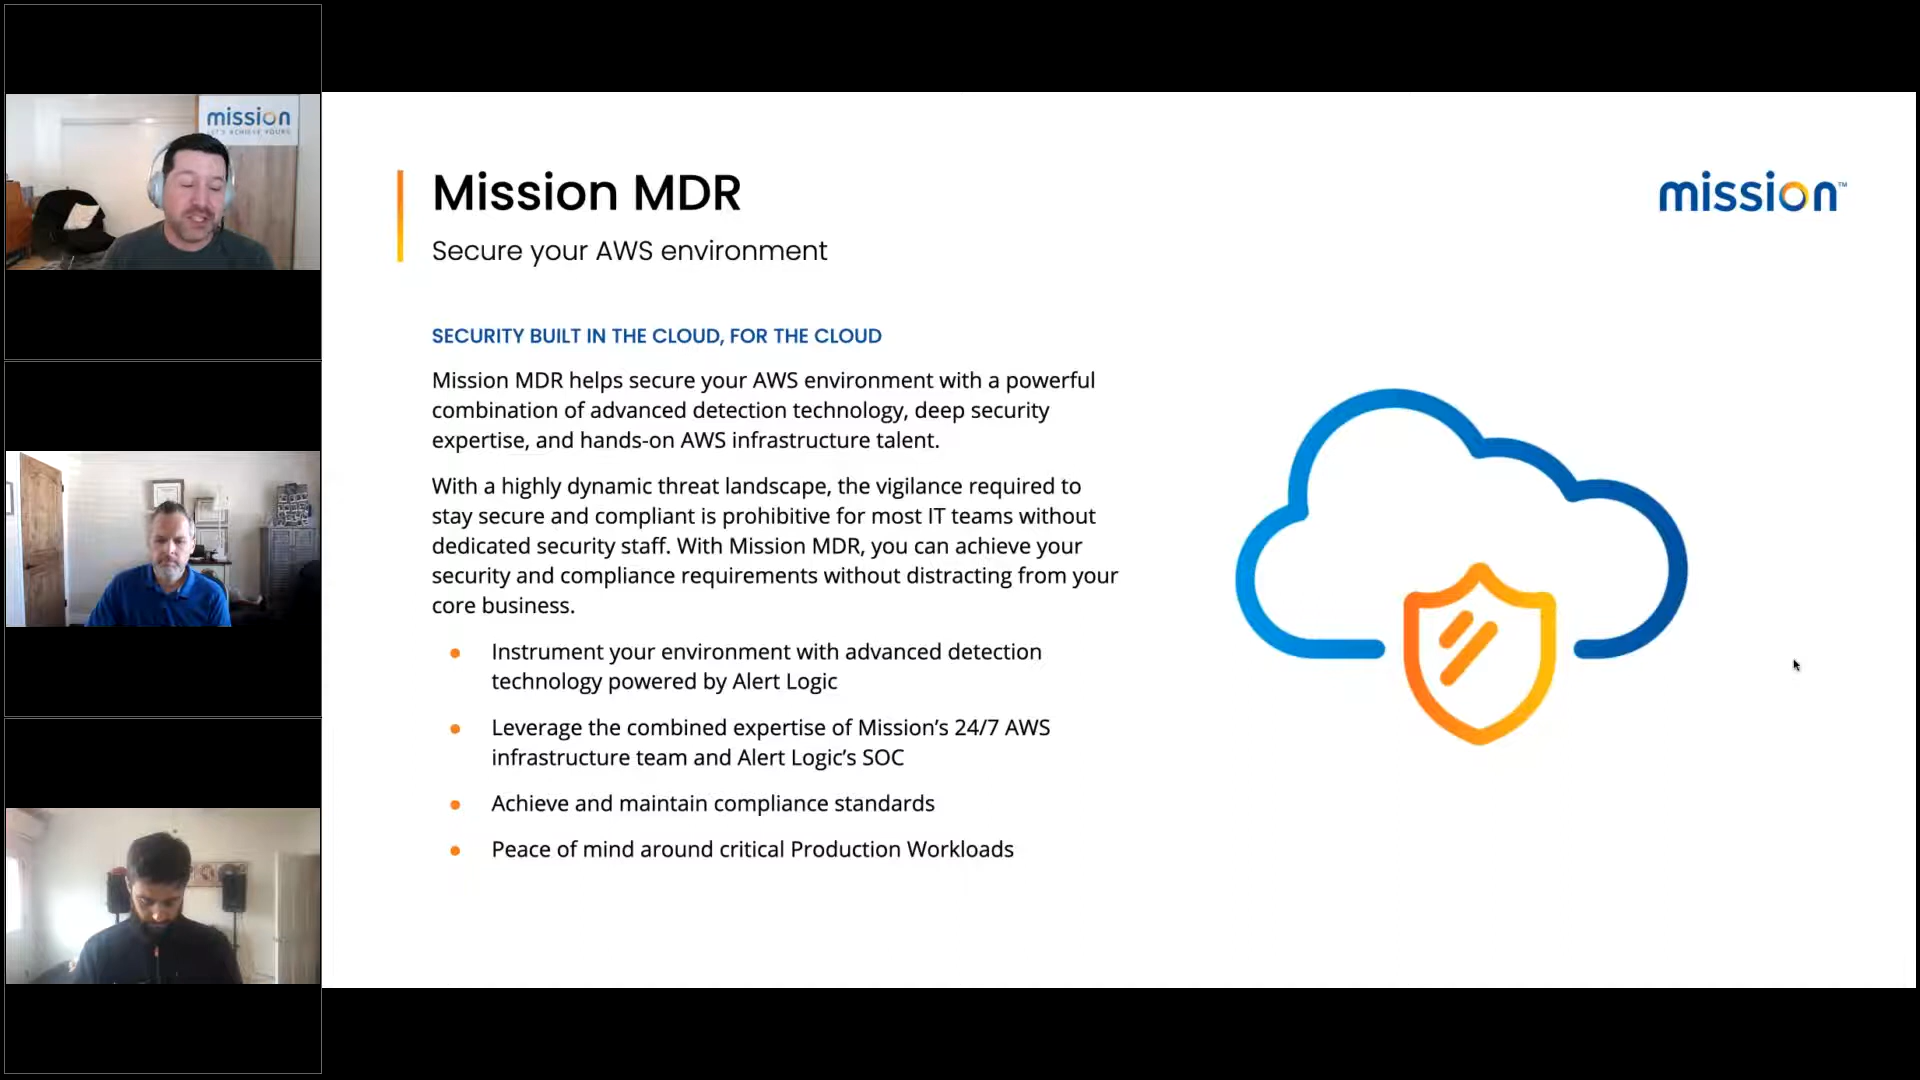 mission
LET'S ACHIEVE YOURS
Mission MDR
Secure your AWS environment
mission™
SECURITY BUILT IN THE CLOUD, FOR THE CLOUD
Mission MDR helps secure your AWS environment with a powerful
combination of advanced detection technology, deep security
expertise, and hands-on AWS infrastructure talent.
With a highly dynamic threat landscape, the vigilance required to
stay secure and compliant is prohibitive for most IT teams without
dedicated security staff. With Mission MDR, you can achieve your
security and compliance requirements without distracting from your
core business.
● Instrument your environment with advanced detection
technology powered by Alert Logic
● Leverage the combined expertise of Mission’s 24/7 AWS
infrastructure team and Alert Logic’s SOC
● Achieve and maintain compliance standards
● Peace of mind around critical Production Workloads